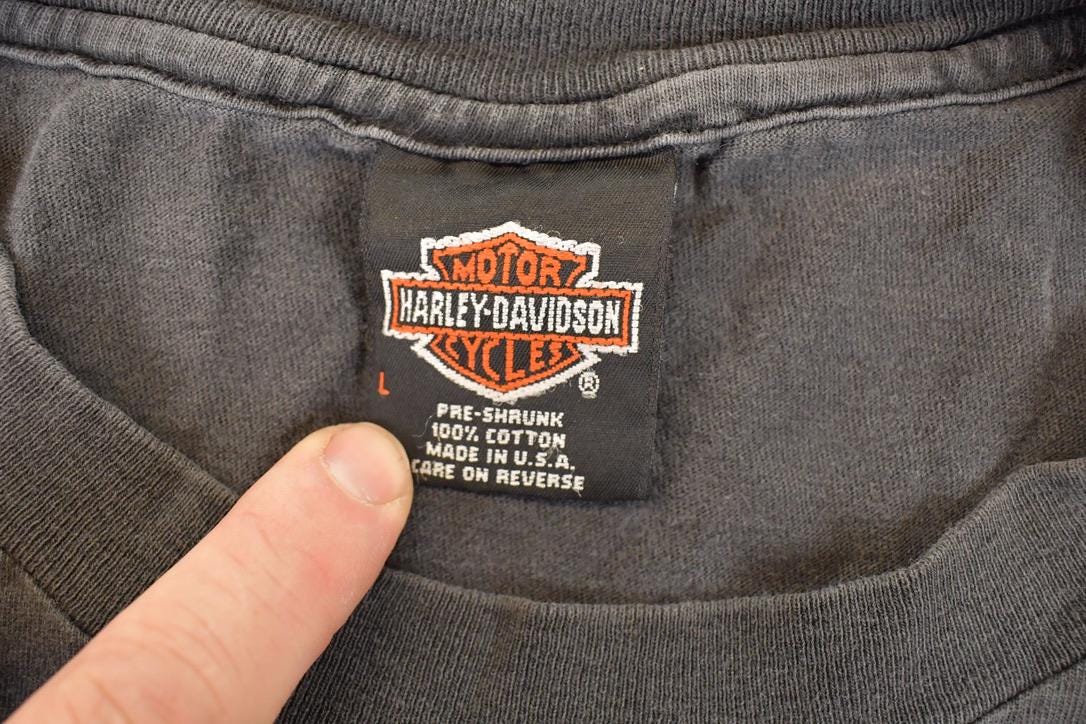 MOTOR
HARLEY-DAVIDSON
CYCLES
®
L
PRE-SHRUNK
100% COTTON
MADE IN U.S.A.
CARE ON REVERSE